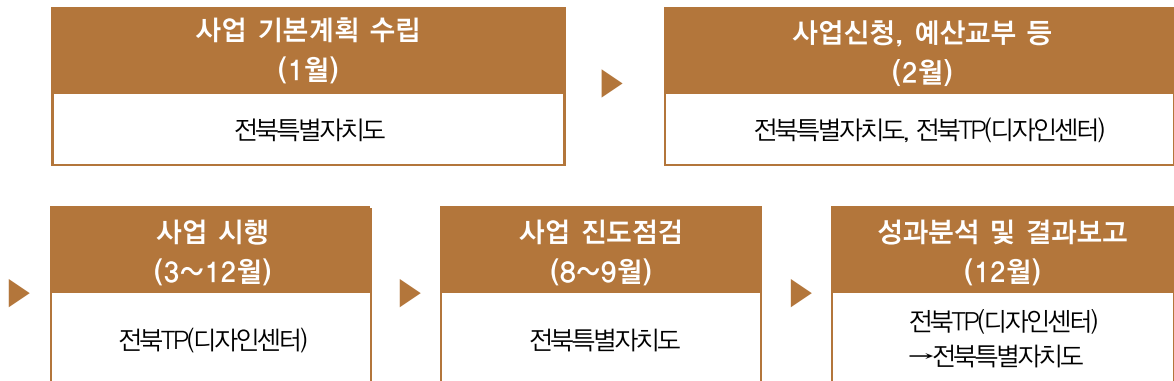 사업 기본계획 수립
(1월)
전북특별자치도
사업신청, 예산교부 등
(2월)
전북특별자치도, 전북TP(디자인센터)
사업 시행
(3~12월)
전북TP(디자인센터)
사업 진도점검
(8~9월)
전북특별자치도
성과분석 및 결과보고
(12월)
전북TP(디자인센터)
→전북특별자치도